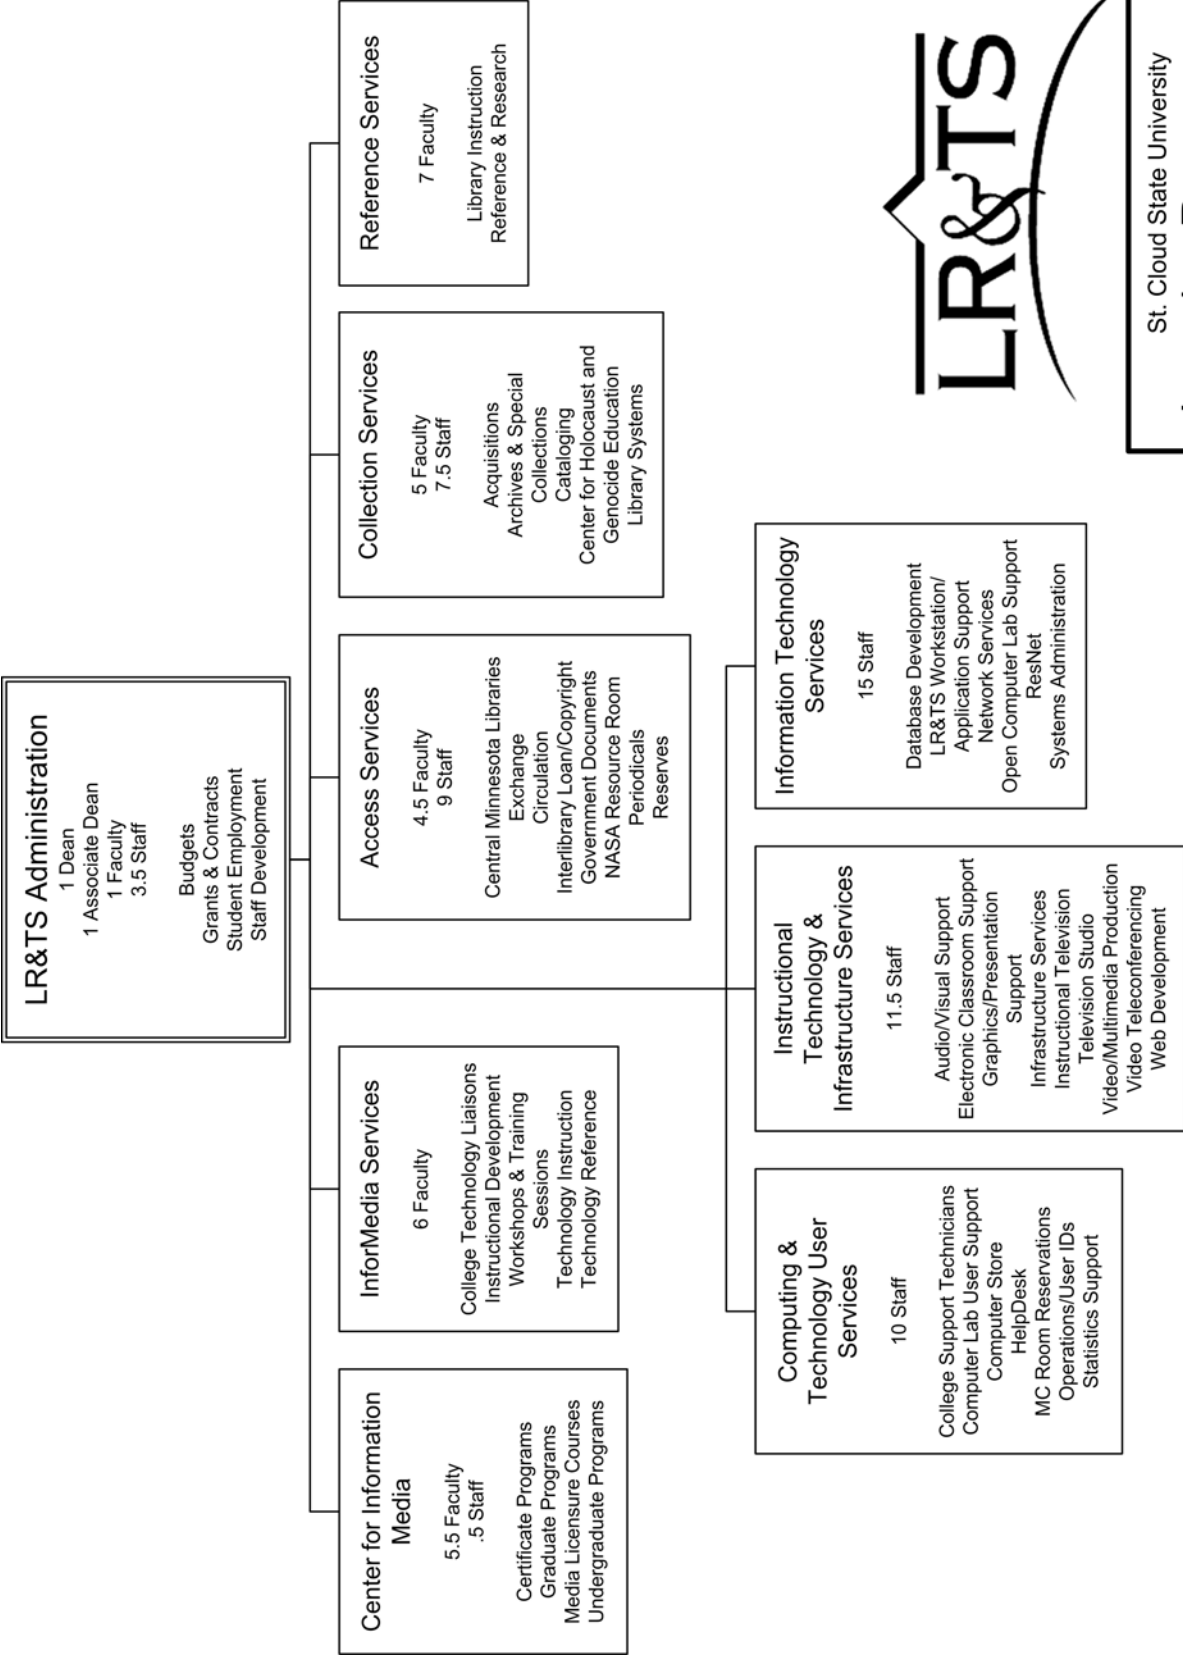 LR&TS Administration
1 Dean
1 Associate Dean
1 Faculty
3.5 Staff
Budgets
Grants & Contracts
Student Employment
Staff Development
Center for Information
Media
5.5 Faculty
.5 Staff
Certificate Programs
Graduate Programs
Media Licensure Courses
Undergraduate Programs
InforMedia Services
6 Faculty
College Technology Liaisons
Instructional Development
Workshops & Training
Sessions
Technology Instruction
Technology Reference
Access Services
4.5 Faculty
9 Staff
Central Minnesota Libraries
Exchange
Circulation
Interlibrary Loan/Copyright
Government Documents
NASA Resource Room
Periodicals
Reserves
Collection Services
5 Faculty
7.5 Staff
Acquisitions
Archives & Special
Collections
Cataloging
Center for Holocaust and
Genocide Education
Library Systems
Reference Services
7 Faculty
Library Instruction
Reference & Research
Computing &
Technology User
Services
10 Staff
College Support Technicians
Computer Lab User Support
Computer Store
HelpDesk
MC Room Reservations
Operations/User IDs
Statistics Support
Instructional
Technology &
Infrastructure Services
11.5 Staff
Audio/Visual Support
Electronic Classroom Support
Graphics/Presentation
Support
Infrastructure Services
Instructional Television
Television Studio
Video/Multimedia Production
Video Teleconferencing
Web Development
Information Technology
Services
15 Staff
Database Development
LR&TS Workstation/
Application Support
Network Services
Open Computer Lab Support
ResNet
Systems Administration
LR&TS
St. Cloud State University